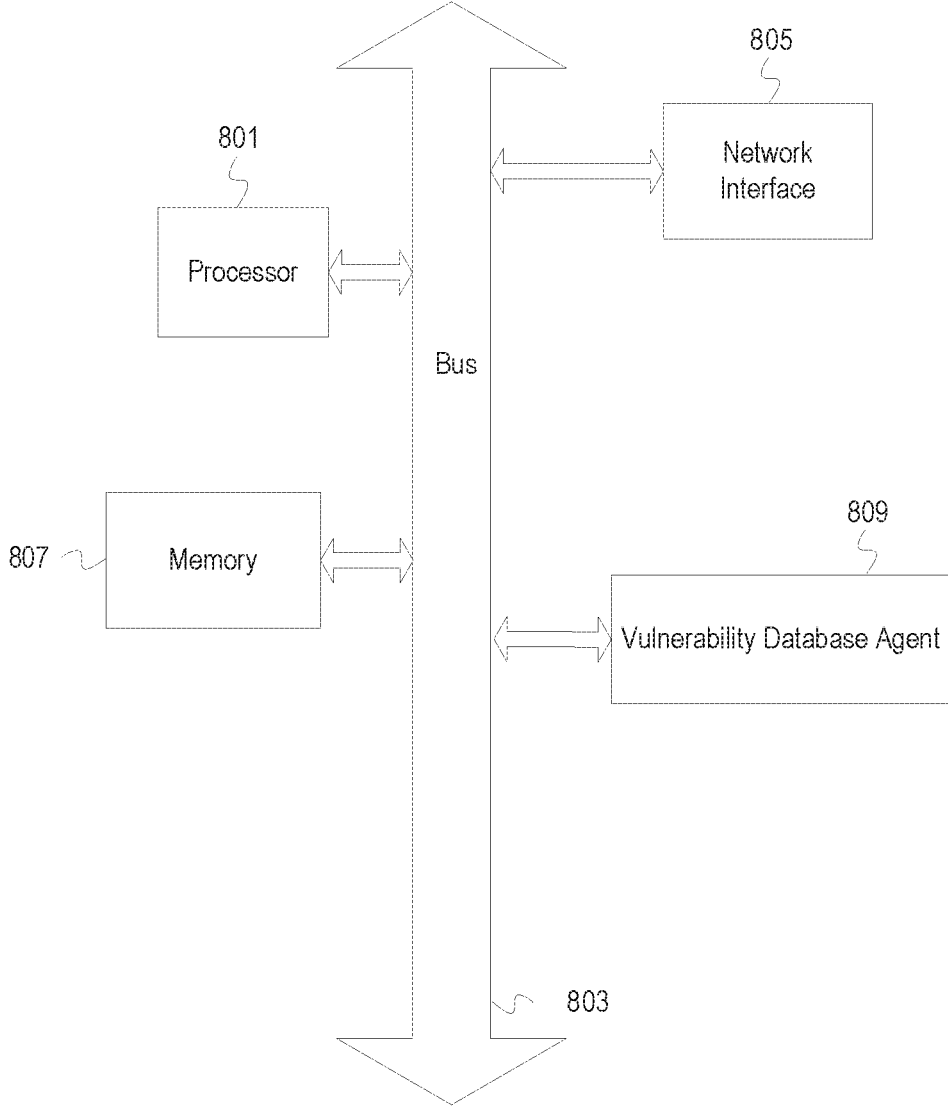 805
Network
Interface
801
Processor
Bus
809
807
Memory
Vulnerability Database Agent
803